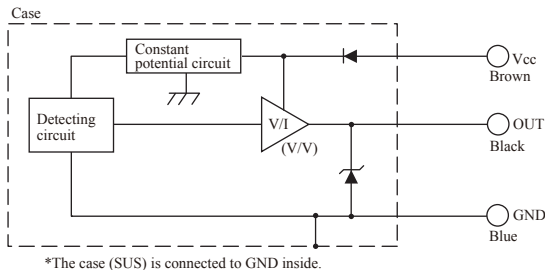 Case
Constant
potential circuit
Vcc
Brown
Detecting
circuit
V/I
(V/V)
OUT
Black
GND
Blue
*The case (SUS) is connected to GND inside.